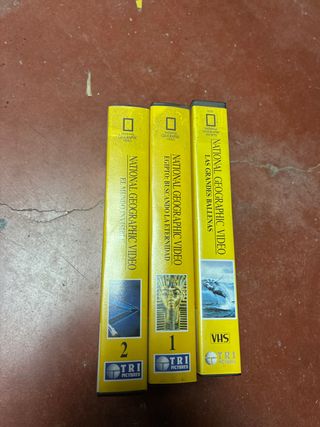 NATIONAL GEOGRAPHIC VIDEO
EL MUNDO INVISIBLE
2
TRI
PICTURES
NATIONAL GEOGRAPHIC VIDEO
EGIPTO: BUSCANDO LA ETERNIDAD
1
TRI
PICTURES
NATIONAL GEOGRAPHIC VIDEO
LAS GRANDES BALLENAS
VHS
TRI
PICTURES